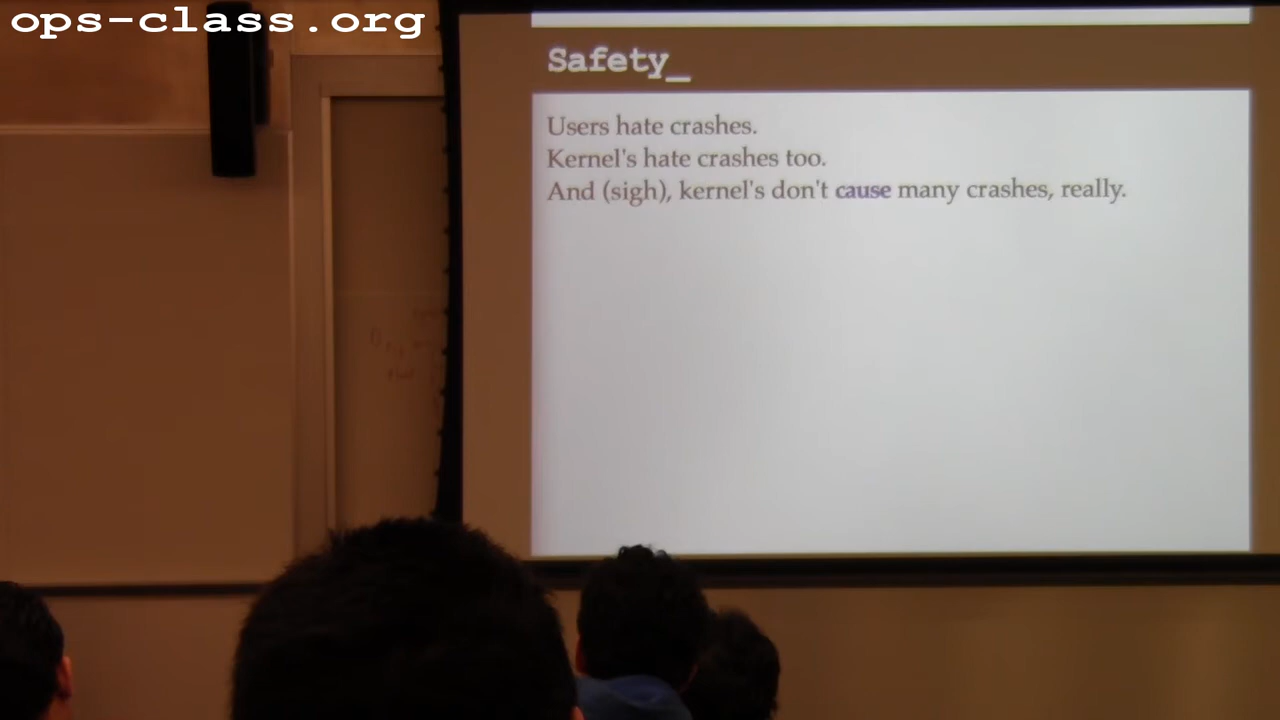 ops-class.org
Safety_
Users hate crashes.
Kernel's hate crashes too.
And (sigh), kernel's don't cause many crashes, really.